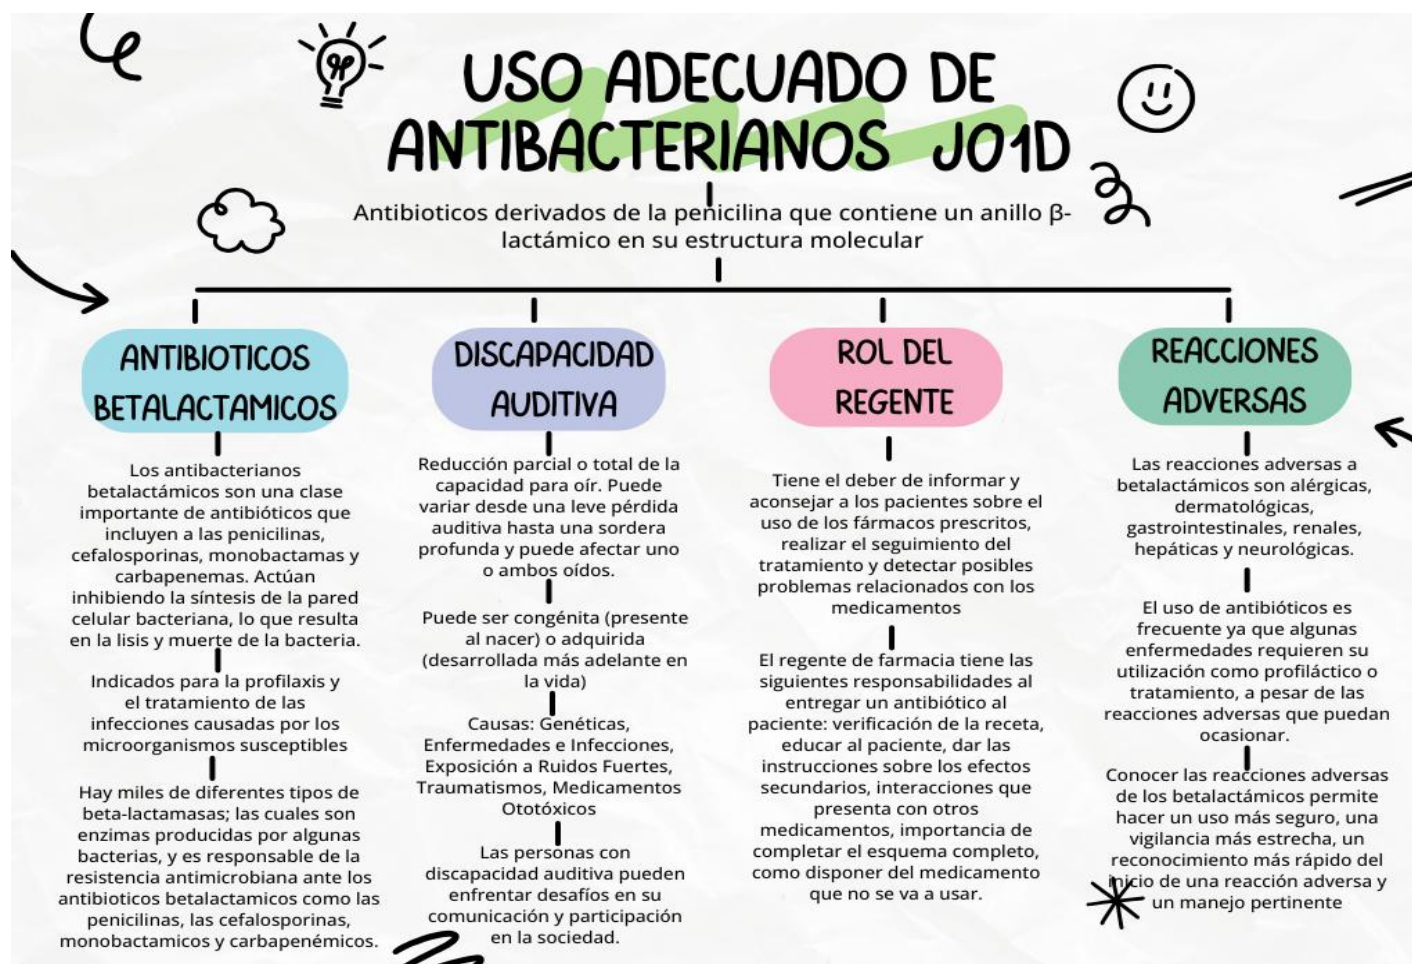 USO ADECUADO DE
ANTIBACTERIANOS J01D
Antibioticos derivados de la penicilina que contiene un anillo β-
lactámico en su estructura molecular
ANTIBIOTICOS
BETALACTAMICOS
Los antibacterianos
betalactámicos son una clase
importante de antibióticos que
incluyen a las penicilinas,
cefalosporinas, monobactamas y
carbapenemas. Actúan
inhibiendo la síntesis de la pared
celular bacteriana, lo que resulta
en la lisis y muerte de la bacteria.
Indicados para la profilaxis y
el tratamiento de las
infecciones causadas por los
microorganismos susceptibles
Hay miles de diferentes tipos de
beta-lactamasas; las cuales son
enzimas producidas por algunas
bacterias, y es responsable de la
resistencia antimicrobiana ante los
antibioticos betalactamicos como las
penicilinas, las cefalosporinas,
monobactamicos y carbapenémicos.
DISCAPACIDAD
AUDITIVA
Reducción parcial o total de la
capacidad para oír. Puede
variar desde una leve pérdida
auditiva hasta una sordera
profunda y puede afectar uno
o ambos oídos.
Puede ser congénita (presente
al nacer) o adquirida
(desarrollada más adelante en
la vida)
Causas: Genéticas,
Enfermedades e Infecciones,
Exposición a Ruidos Fuertes,
Traumatismos, Medicamentos
Ototóxicos
Las personas con
discapacidad auditiva pueden
enfrentar desafíos en su
comunicación y participación
en la sociedad.
ROL DEL
REGENTE
Tiene el deber de informar y
aconsejar a los pacientes sobre el
uso de los fármacos prescritos,
realizar el seguimiento del
tratamiento y detectar posibles
problemas relacionados con los
medicamentos
El regente de farmacia tiene las
siguientes responsabilidades al
entregar un antibiótico al
paciente: verificación de la receta,
educar al paciente, dar las
instrucciones sobre los efectos
secundarios, interacciones que
presenta con otros
medicamentos, importancia de
completar el esquema completo,
como disponer del medicamento
que no se va a usar.
REACCIONES
ADVERSAS
Las reacciones adversas a
betalactámicos son alérgicas,
dermatológicas,
gastrointestinales, renales,
hepáticas y neurológicas.
El uso de antibióticos es
frecuente ya que algunas
enfermedades requieren su
utilización como profiláctico o
tratamiento, a pesar de las
reacciones adversas que puedan
ocasionar.
Conocer las reacciones adversas
de los betalactámicos permite
hacer un uso más seguro, una
vigilancia más estrecha, un
reconocimiento más rápido del
inicio de una reacción adversa y
un manejo pertinente